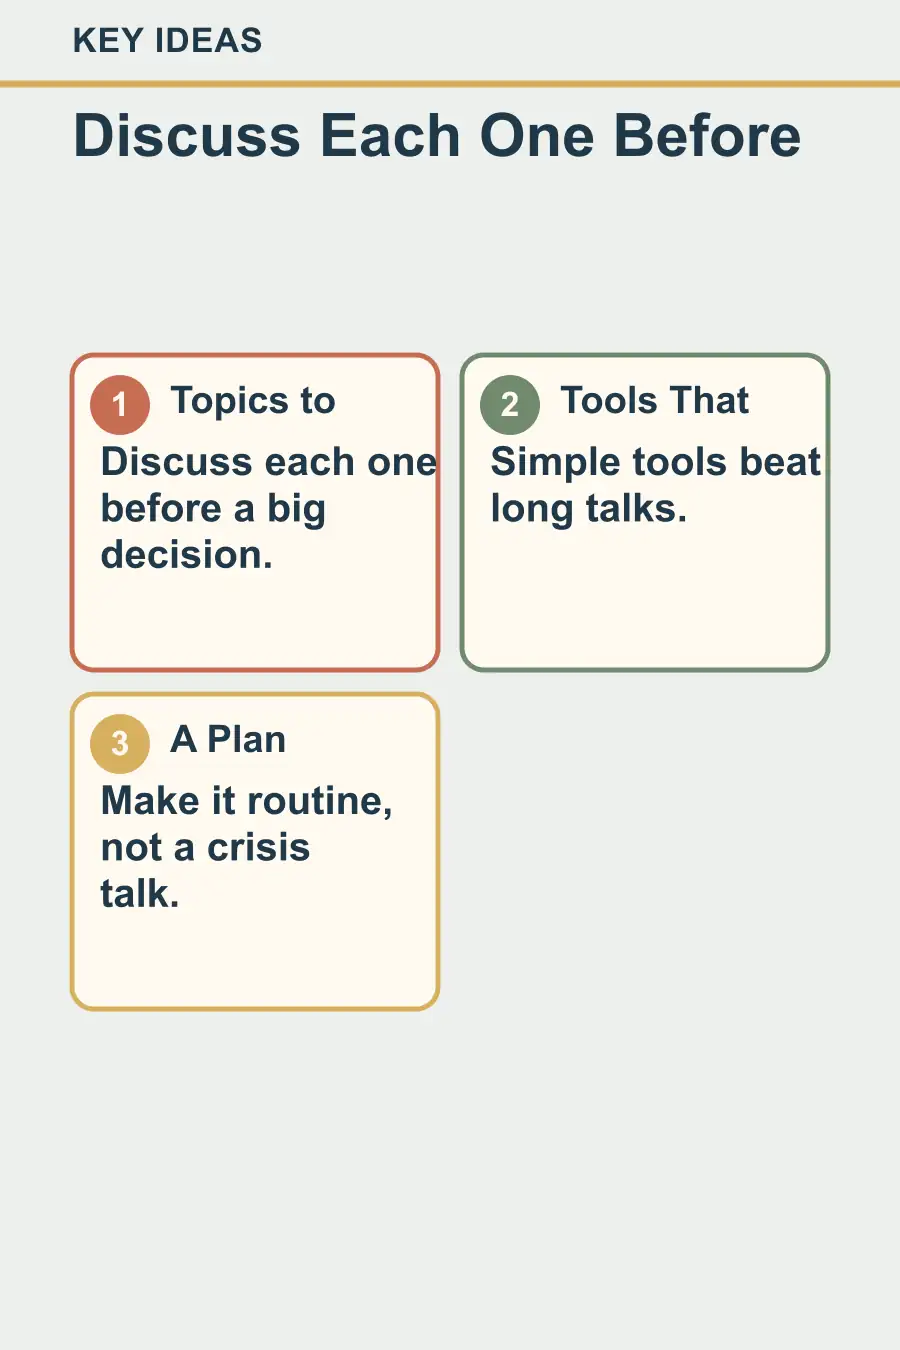 KEY IDEAS
Discuss Each One Before
1 Topics to
Discuss each one
before a big
decision.
2 Tools That
Simple tools beat
long talks.
3 A Plan
Make it routine,
not a crisis
talk.